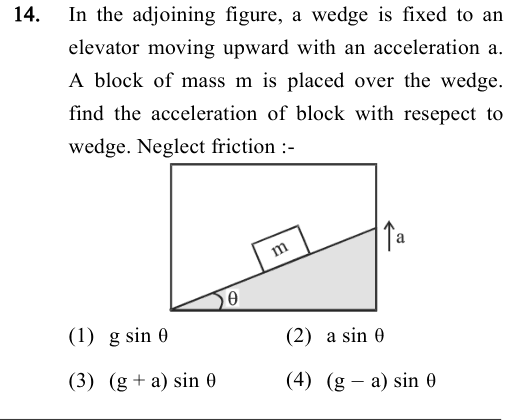 14. In the adjoining figure, a wedge is fixed to an
elevator moving upward with an acceleration a.
A block of mass m is placed over the wedge.
find the acceleration of block with resepect to
wedge. Neglect friction :-
m
a
θ
(1) g sin θ (2) a sin θ
(3) (g + a) sin θ (4) (g – a) sin θ